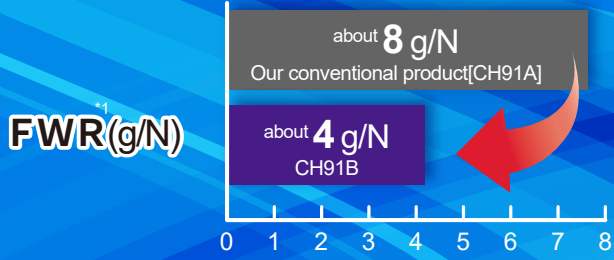 about 8 g/N
Our conventional product[CH91A]
*1
FWR(g/N)
about 4 g/N
CH91B
0 1 2 3 4 5 6 7 8